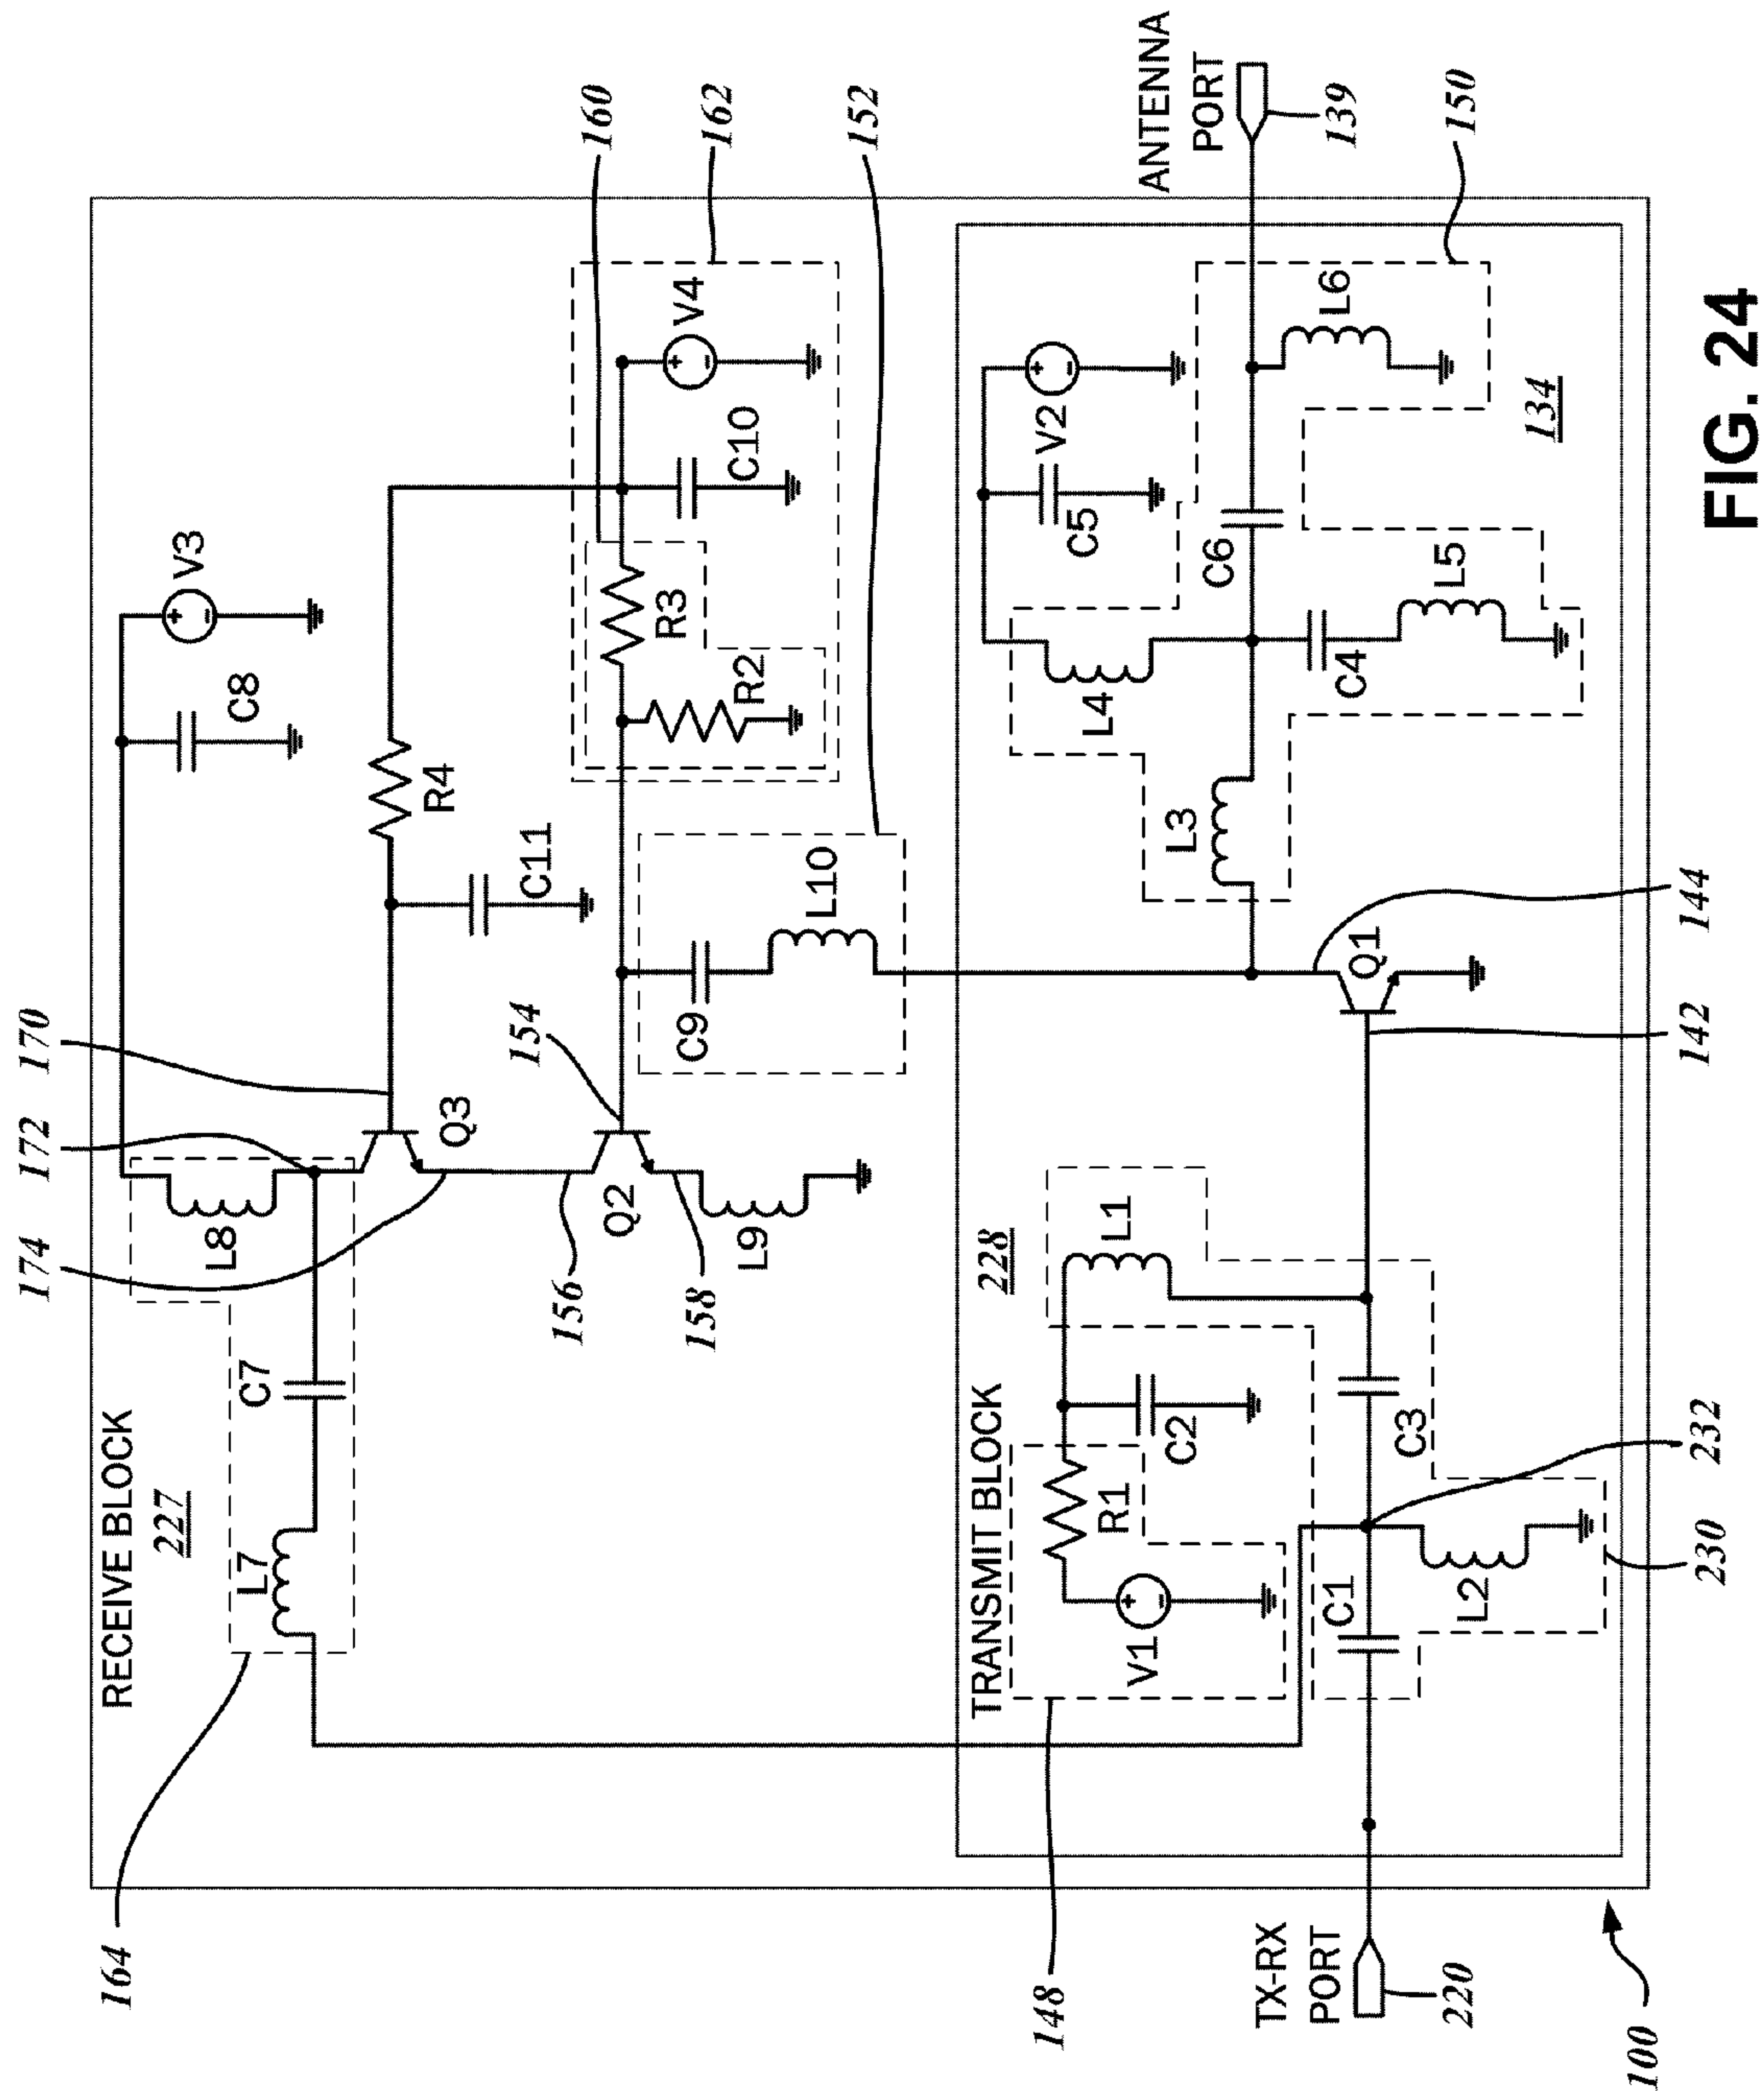 RECEIVE BLOCK
227
164
L7
C7
L8
174
172
170
Q3
V3
C8
R4
C11
160
162
152
V4
C10
R3
R2
154
156
Q2
158
L9
C9
L10
TRANSMIT BLOCK
228
148
V1
R1
C2
L1
C1
L2
C3
230
232
142
144
Q1
L3
L4
C4
L5
C5
V2
C6
L6
134
150
139
ANTENNA
PORT
TX-RX
PORT
220
100
FIG. 24